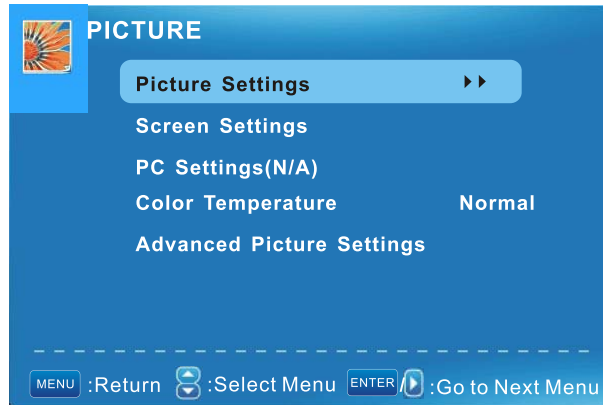 PICTURE
Picture Settings
Screen Settings
PC Settings(N/A)
Color Temperature Normal
Advanced Picture Settings
MENU :Return :Select Menu ENTER / :Go to Next Menu